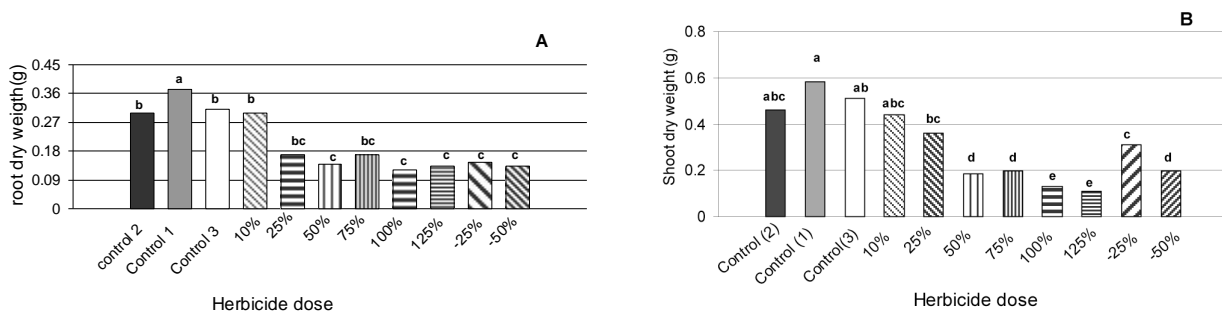 A
root dry weigth (g)
0.45
0.36
0.27
0.18
0.09
0
b
a
b
b
bc
c
bc
c
c
c
c
control 2
Control 1
Control 3
10%
25%
50%
75%
100%
125%
-25%
-50%
Herbicide dose
B
Shoot dry weight (g)
0.8
0.6
0.4
0.2
0
abc
a
ab
abc
bc
d
d
e
e
c
d
Control (2)
Control (1)
Control(3)
10%
25%
50%
75%
100%
125%
-25%
-50%
Herbicide dose